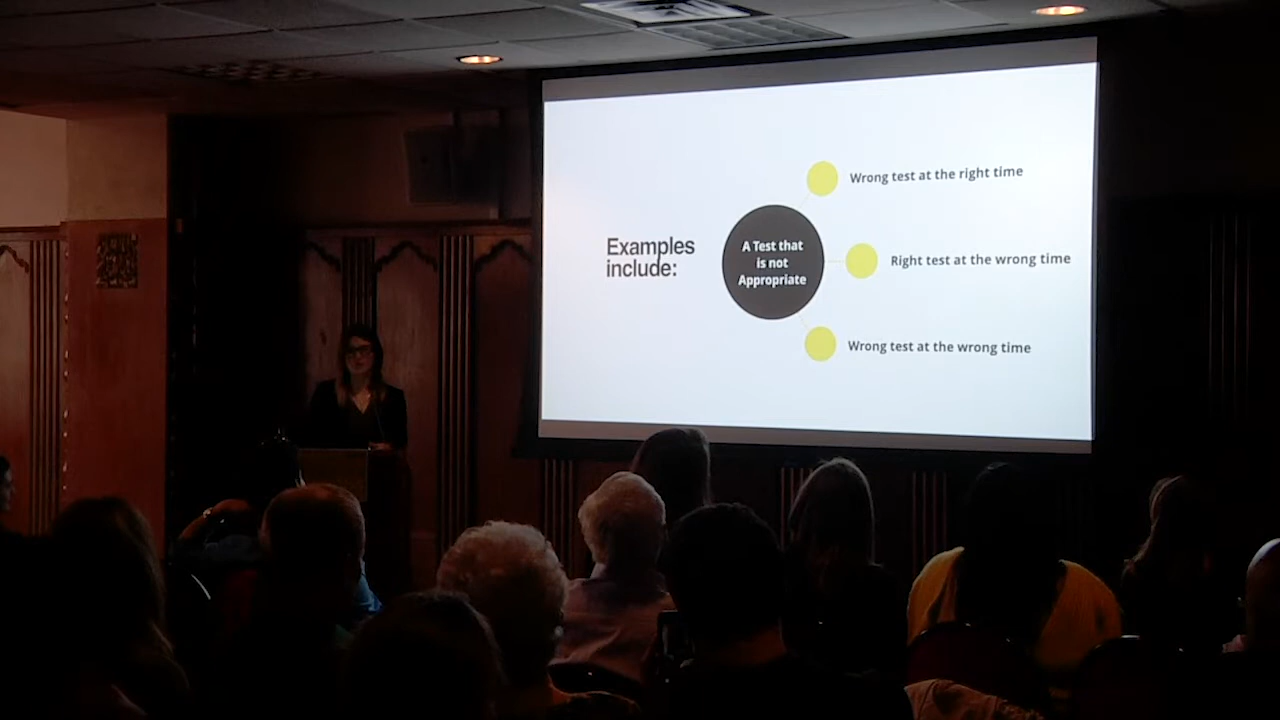 Examples
include:
A Test that
is not
Appropriate
Wrong test at the right time
Right test at the wrong time
Wrong test at the wrong time